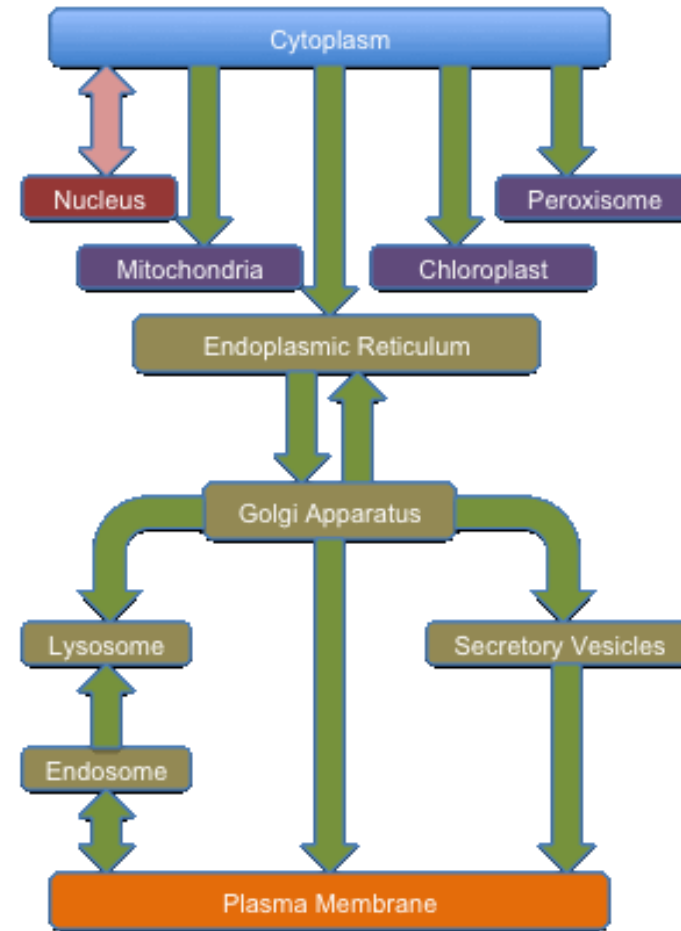 Cytoplasm
Nucleus
Peroxisome
Mitochondria
Chloroplast
Endoplasmic Reticulum
Golgi Apparatus
Lysosome
Secretory Vesicles
Endosome
Plasma Membrane